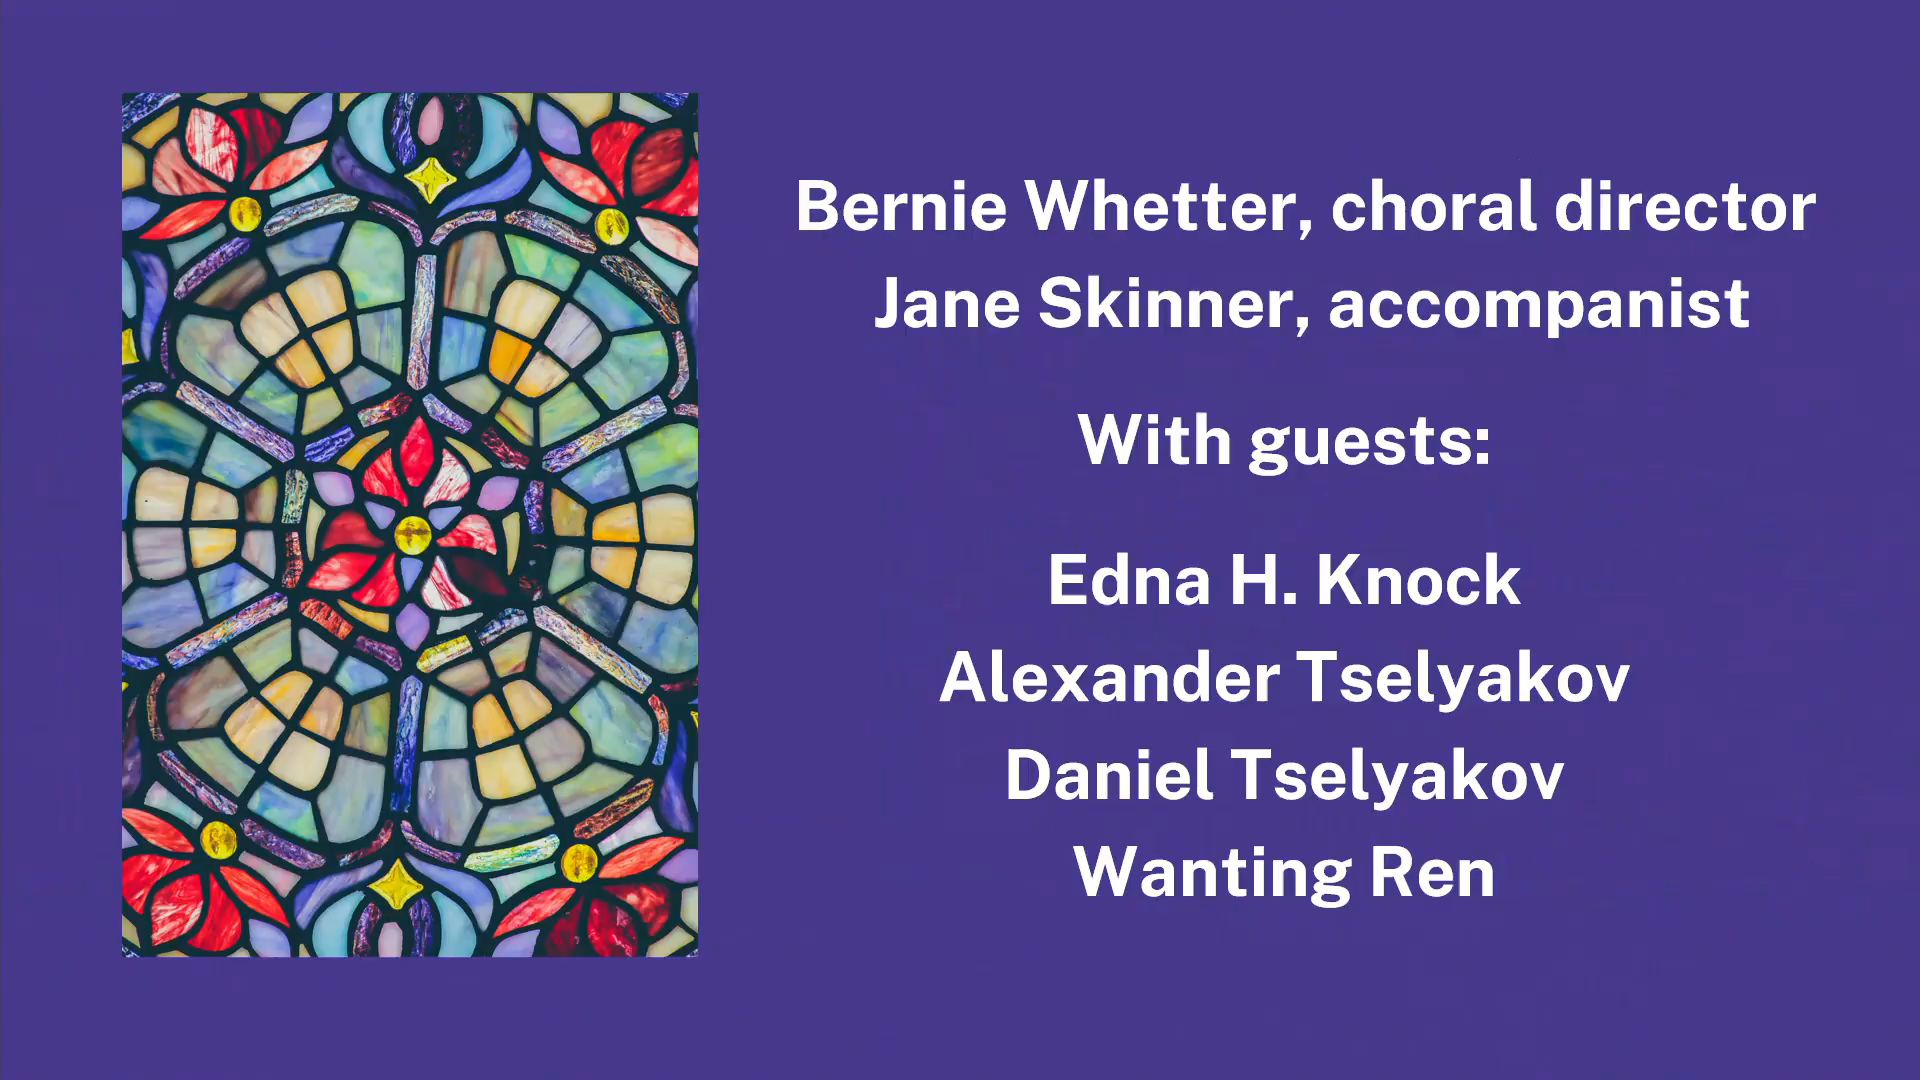 Bernie Whetter, choral director
Jane Skinner, accompanist
With guests:
Edna H. Knock
Alexander Tselyakov
Daniel Tselyakov
Wanting Ren